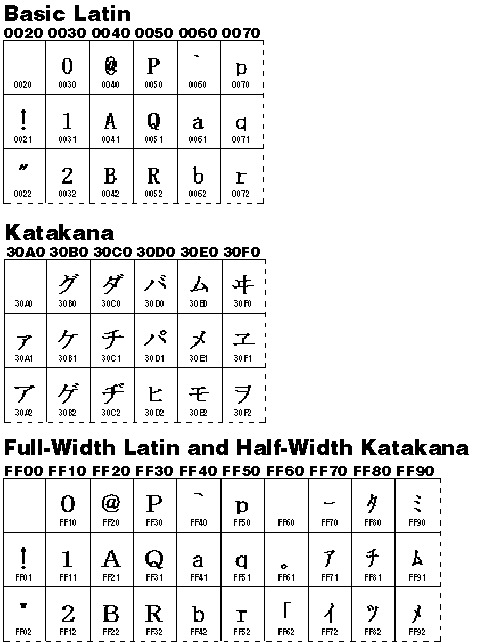 Basic Latin
0020 0030 0040 0050 0060 0070
0 @ P ` p
0020 0030 0040 0050 0060 0070
! 1 A Q a q
0021 0031 0041 0051 0061 0071
" 2 B R b r
0022 0032 0042 0052 0062 0072
Katakana
30A0 30B0 30C0 30D0 30E0 30F0
グ ダ バ ム ヰ
30A0 30B0 30C0 30D0 30E0 30F0
ァ ケ チ パ メ ヱ
30A1 30B1 30C1 30D1 30E1 30F1
ア ゲ ヂ ヒ モ ヲ
30A2 30B2 30C2 30D2 30E2 30F2
Full-Width Latin and Half-Width Katakana
FF00 FF10 FF20 FF30 FF40 FF50 FF60 FF70 FF80 FF90
0 @ P ` p ｰ ﾀ ﾐ
FF10 FF20 FF30 FF40 FF50 FF60 FF70 FF80 FF90
! 1 A Q a q ｡ ｱ ﾁ ﾑ
FF01 FF11 FF21 FF31 FF41 FF51 FF61 FF71 FF81 FF91
" 2 B R b r ｢ ｲ ﾂ ﾒ
FF02 FF12 FF22 FF32 FF42 FF52 FF62 FF72 FF82 FF92